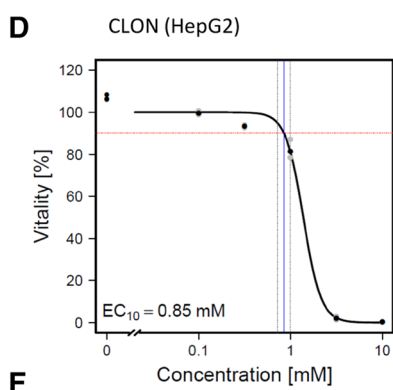 D CLON (HepG2)
120
100
80
60
40
20
0
Vitality [%]
EC10 = 0.85 mM
0 0.1 1 10
Concentration [mM]